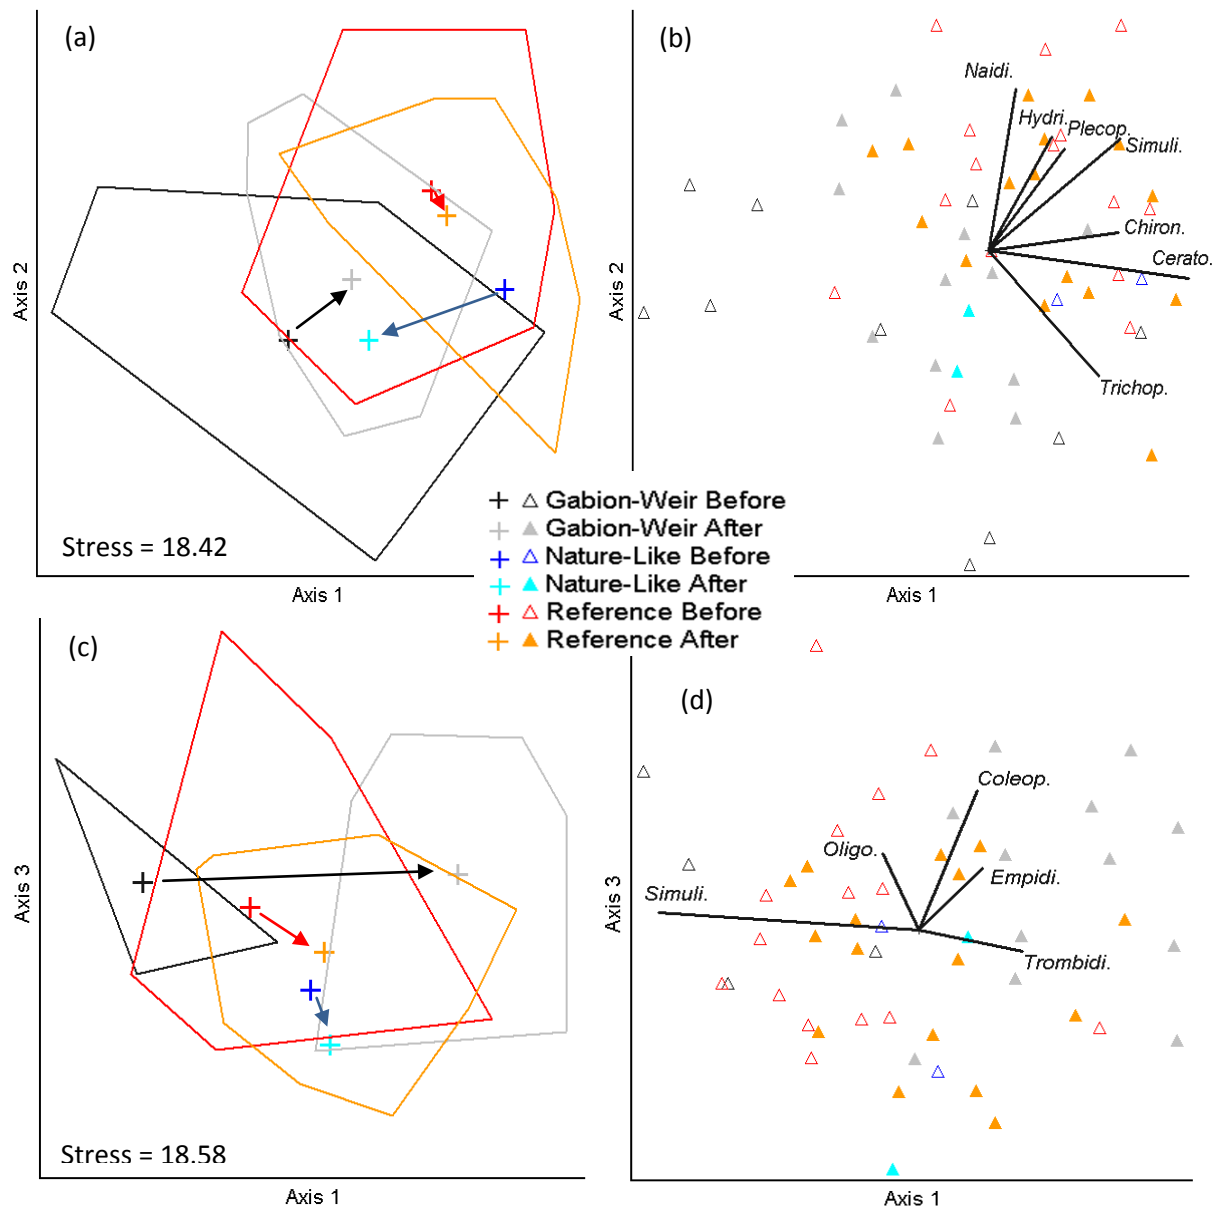 (a)
Axis 2
Stress = 18.42
Axis 1
(b)
Naidi.
Hydri.
Plecop.
Simuli.
Chiron.
Cerato.
Trichop.
Axis 2
Axis 1
Gabion-Weir Before
Gabion-Weir After
Nature-Like Before
Nature-Like After
Reference Before
Reference After
(c)
Axis 3
Stress = 18.58
Axis 1
(d)
Coleop.
Oligo.
Empidi.
Simuli.
Trombidi.
Axis 3
Axis 1